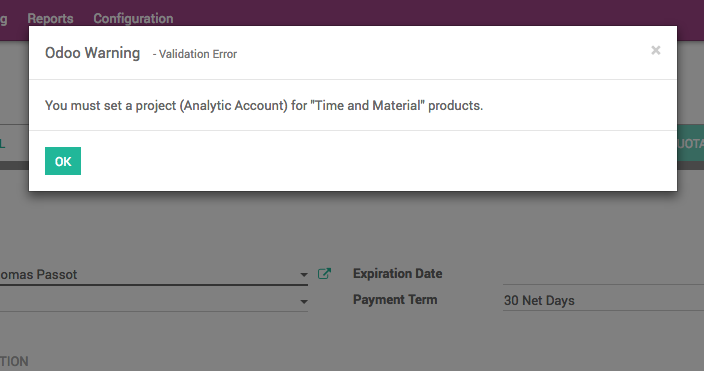 g Reports Configuration
Odoo Warning - Validation Error ×
You must set a project (Analytic Account) for "Time and Material" products.
OK
L UOTA
omas Passot Expiration Date
Payment Term 30 Net Days
TION